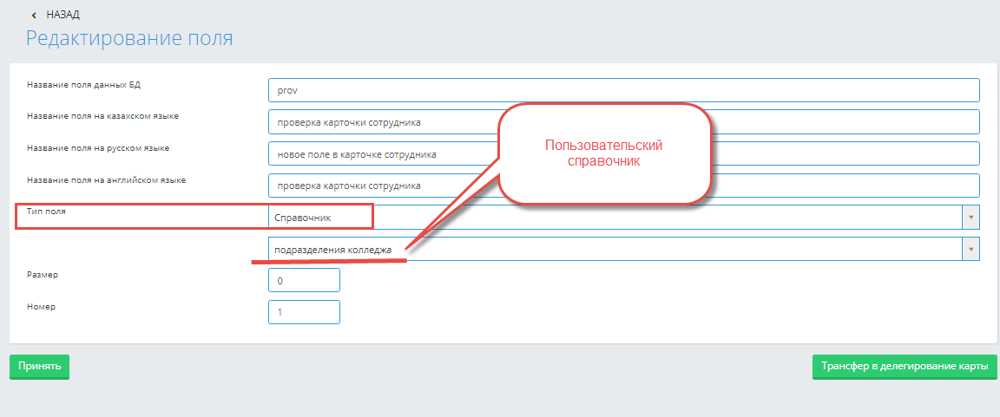 НАЗАД
Редактирование поля
Название поля данных БД
prov
Название поля на казахском языке
проверка карточки сотрудника
Название поля на русском языке
новое поле в карточке сотрудника
Название поля на английском языке
проверка карточки сотрудника
Пользовательский
справочник
Тип поля
Справочник
подразделения колледжа
Размер
0
Номер
1
Принять
Трансфер в делегирование карты